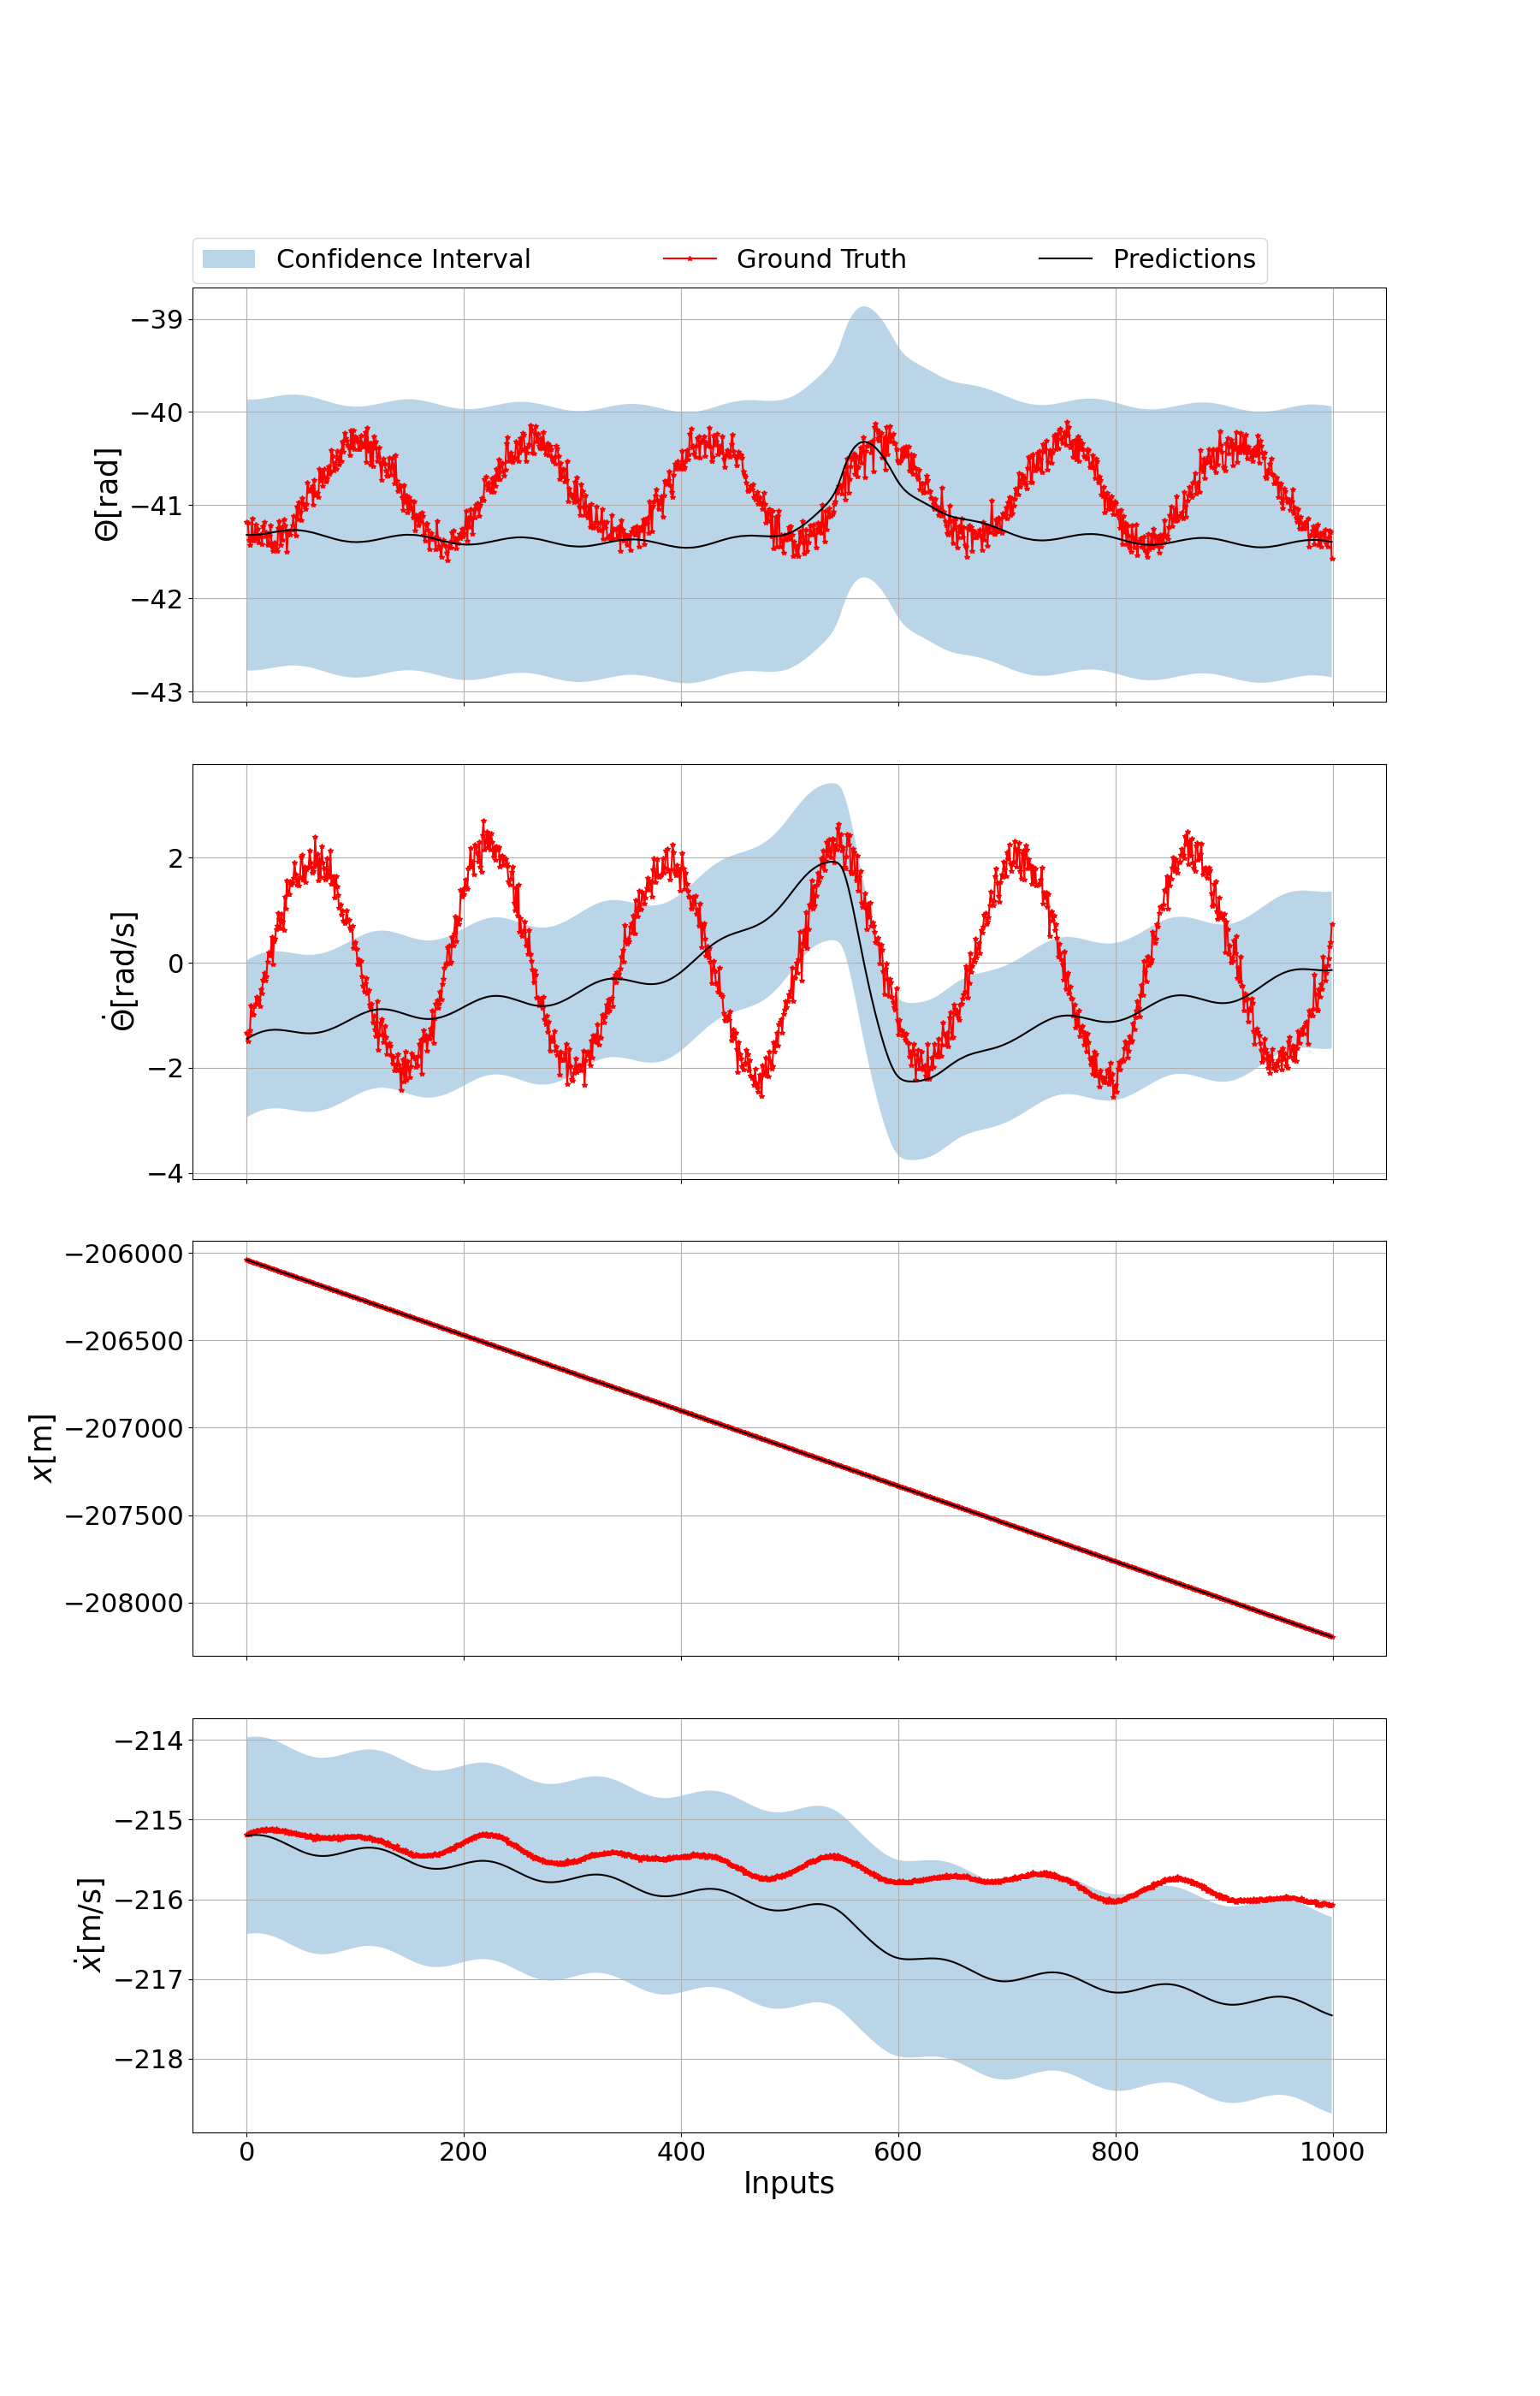 Confidence Interval Ground Truth Predictions
−39
−40
−41
−42
−43
Θ[rad]
2
0
−2
−4
Θ̇[rad/s]
−206000
−206500
−207000
−207500
−208000
x[m]
−214
−215
−216
−217
−218
ẋ[m/s]
0 200 400 600 800 1000
Inputs